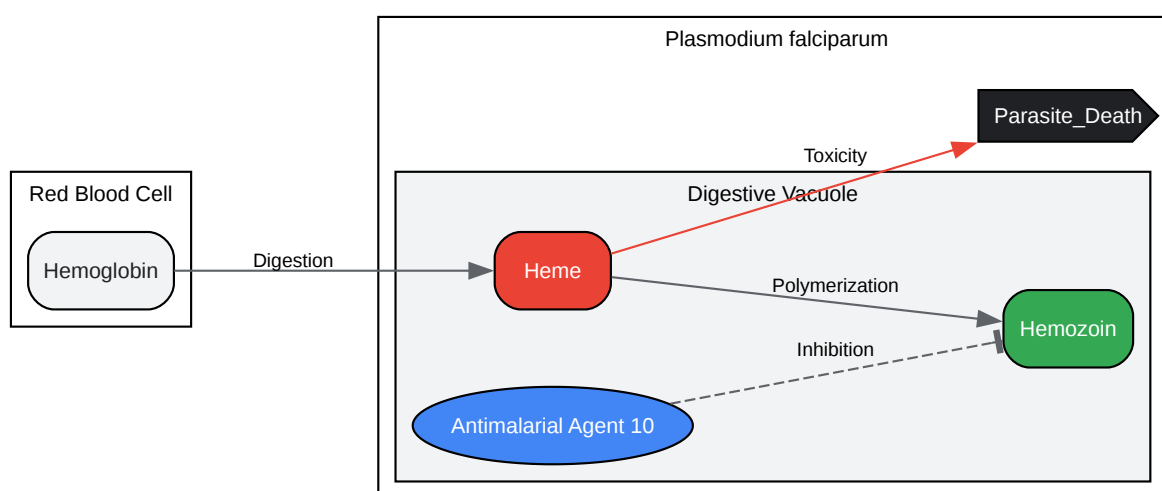 Plasmodium falciparum
Parasite_Death
Toxicity
Red Blood Cell
Digestive Vacuole
Hemoglobin
Digestion
Heme
Polymerization
Hemozoin
Inhibition
Antimalarial Agent 10